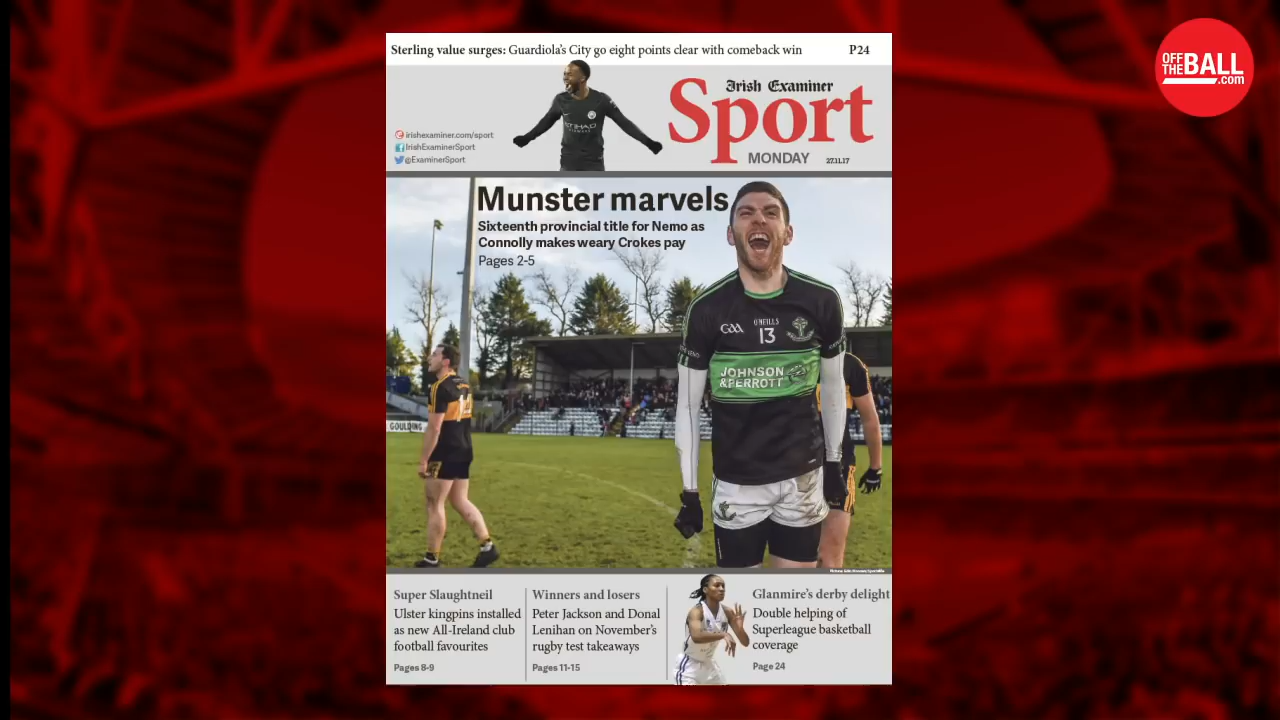 Sterling value surges: Guardiola's City go eight points clear with comeback win P24
OFF THE BALL.com
Irish Examiner
Sport
MONDAY 27.11.17
irishexaminer.com/sport
IrishExaminerSport
@ExaminerSport
ETIHAD
Munster marvels
Sixteenth provincial title for Nemo as
Connolly makes weary Crokes pay
Pages 2-5
GAA
O'NEILLS
13
JOHNSON
&PERROTT
GOULDING
Super Slaughtneil
Ulster kingpins installed
as new All-Ireland club
football favourites
Pages 8-9
Winners and losers
Peter Jackson and Donal
Lenihan on November's
rugby test takeaways
Pages 11-15
Glanmire's derby delight
Double helping of
Superleague basketball
coverage
Page 24